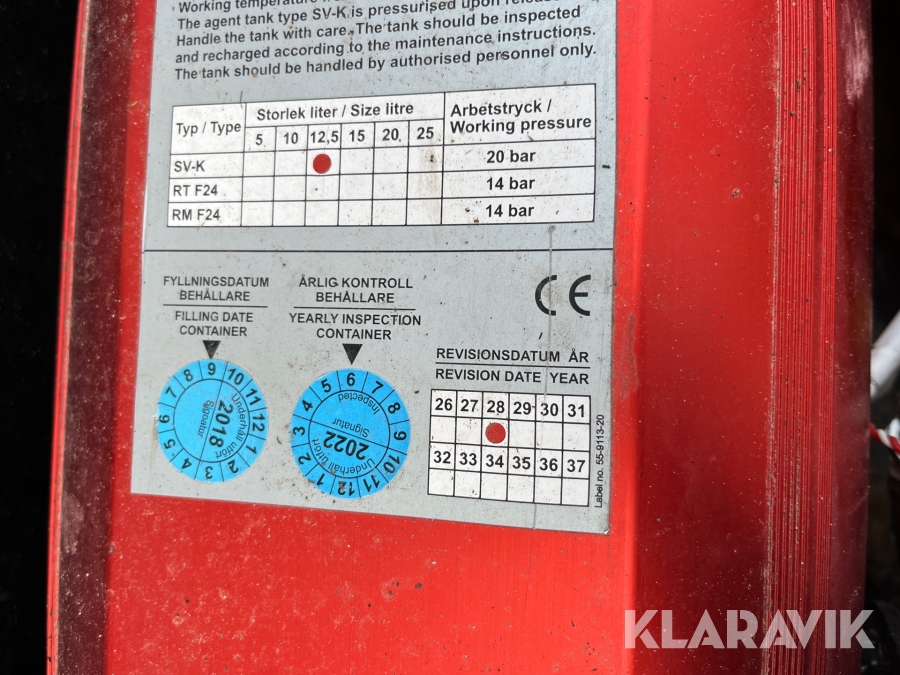 Working temperature
The agent tank type SV-K is pressurised upon release
Handle the tank with care. The tank should be inspected
and recharged according to the maintenance instructions.
The tank should be handled by authorised personnel only.
Typ / Type Storlek liter / Size litre Arbetstryck / Working pressure
5 10 12,5 15 20 25
SV-K 20 bar
RT F24 14 bar
RM F24 14 bar
FYLLNINGSDATUM
BEHÅLLARE
FILLING DATE
CONTAINER
ÅRLIG KONTROLL
BEHÅLLARE
YEARLY INSPECTION
CONTAINER
CE
REVISIONSDATUM ÅR
REVISION DATE YEAR
26 27 28 29 30 31
32 33 34 35 36 37
Label no. 55-9113-20
1 2 3 4 5 6 7 8 9 10 11 12
Underhåll utfört
2018
Signatur
1 2 3 4 5 6 7 8 9 10 11 12
Inspected
Signatur
2022
Underhåll utfört
KLARAVIK